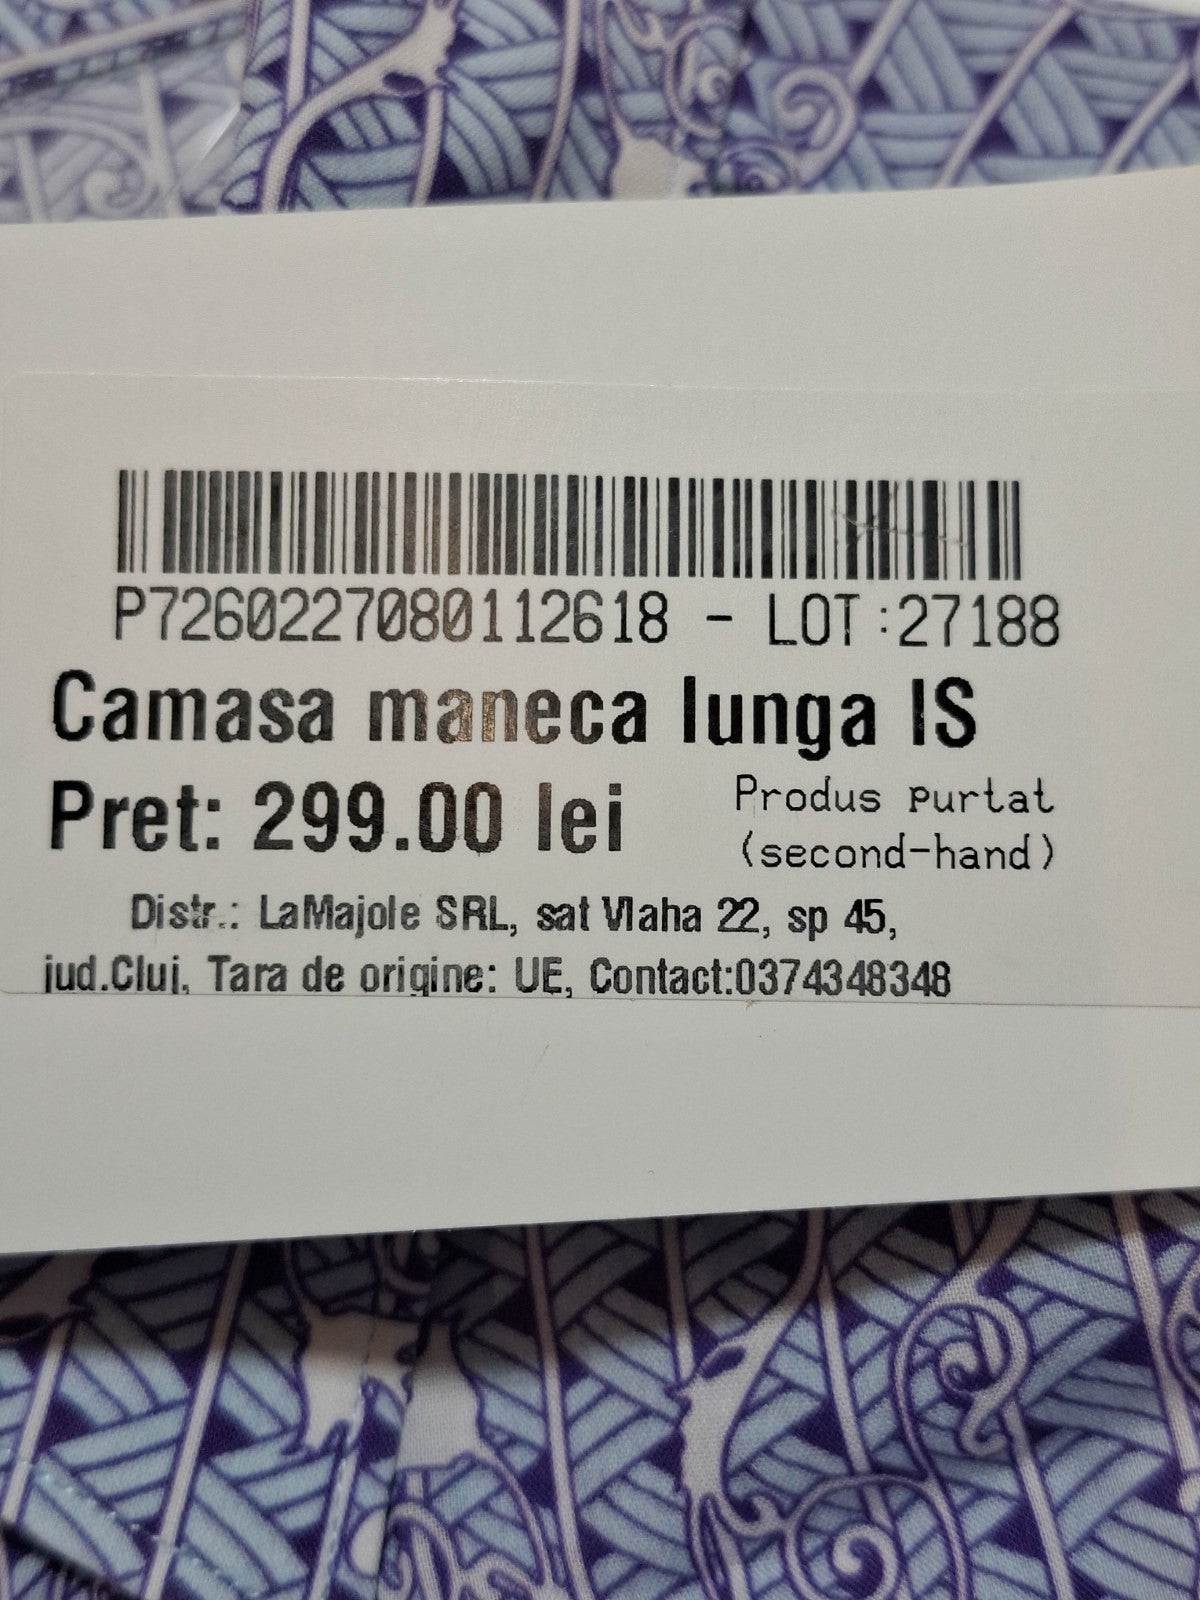 P7260227080112618 - LOT:27188
Camasa maneca lunga IS
Pret: 299.00 lei
Produs purtat
(second-hand)
Distr.: LaMajole SRL, sat Vlaha 22, sp 45,
jud.Cluj, Tara de origine: UE, Contact:0374348348